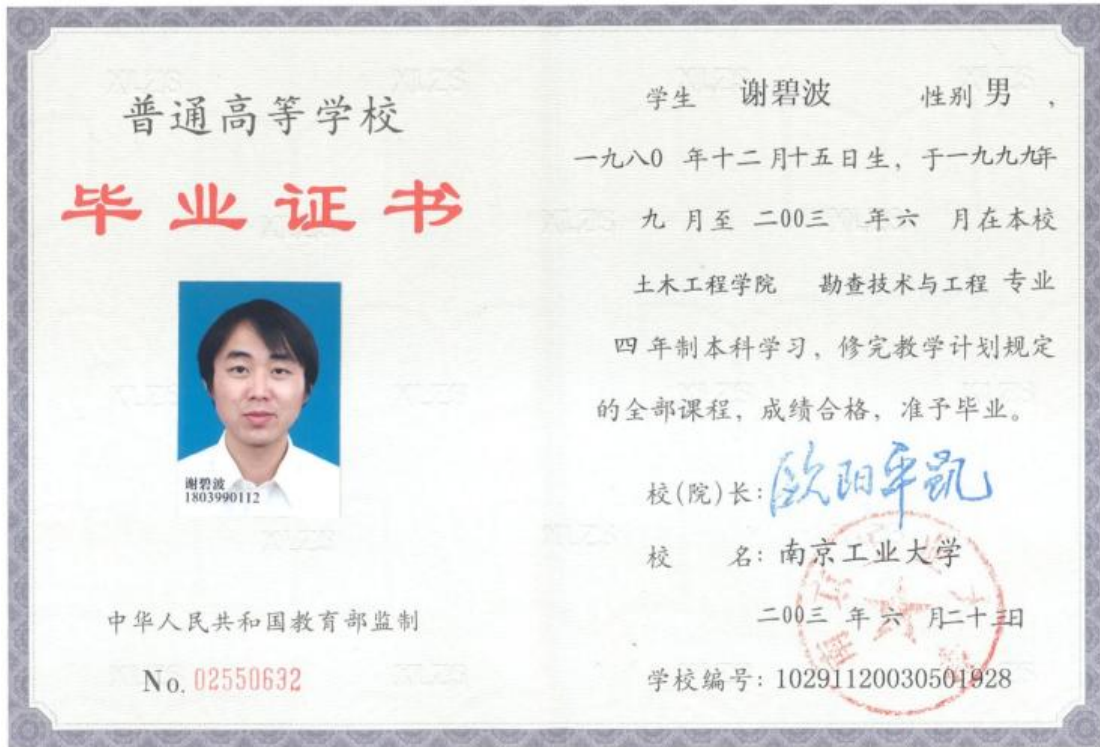 普通高等学校
毕业证书
谢碧波
1803990112
中华人民共和国教育部监制
No. 02550632
学生 谢碧波 性别 男 ,
一九八0 年十二月十五日生, 于一九九九年
九 月至 二00三 年六 月在本校
土木工程学院 勘查技术与工程 专业
四 年制本科学习, 修完教学计划规定
的全部课程, 成绩合格, 准予毕业。
校(院)长: 欧阳平凯
校 名: 南京工业大学
二00三 年 六 月二十三日
学校编号: 10291120030501928